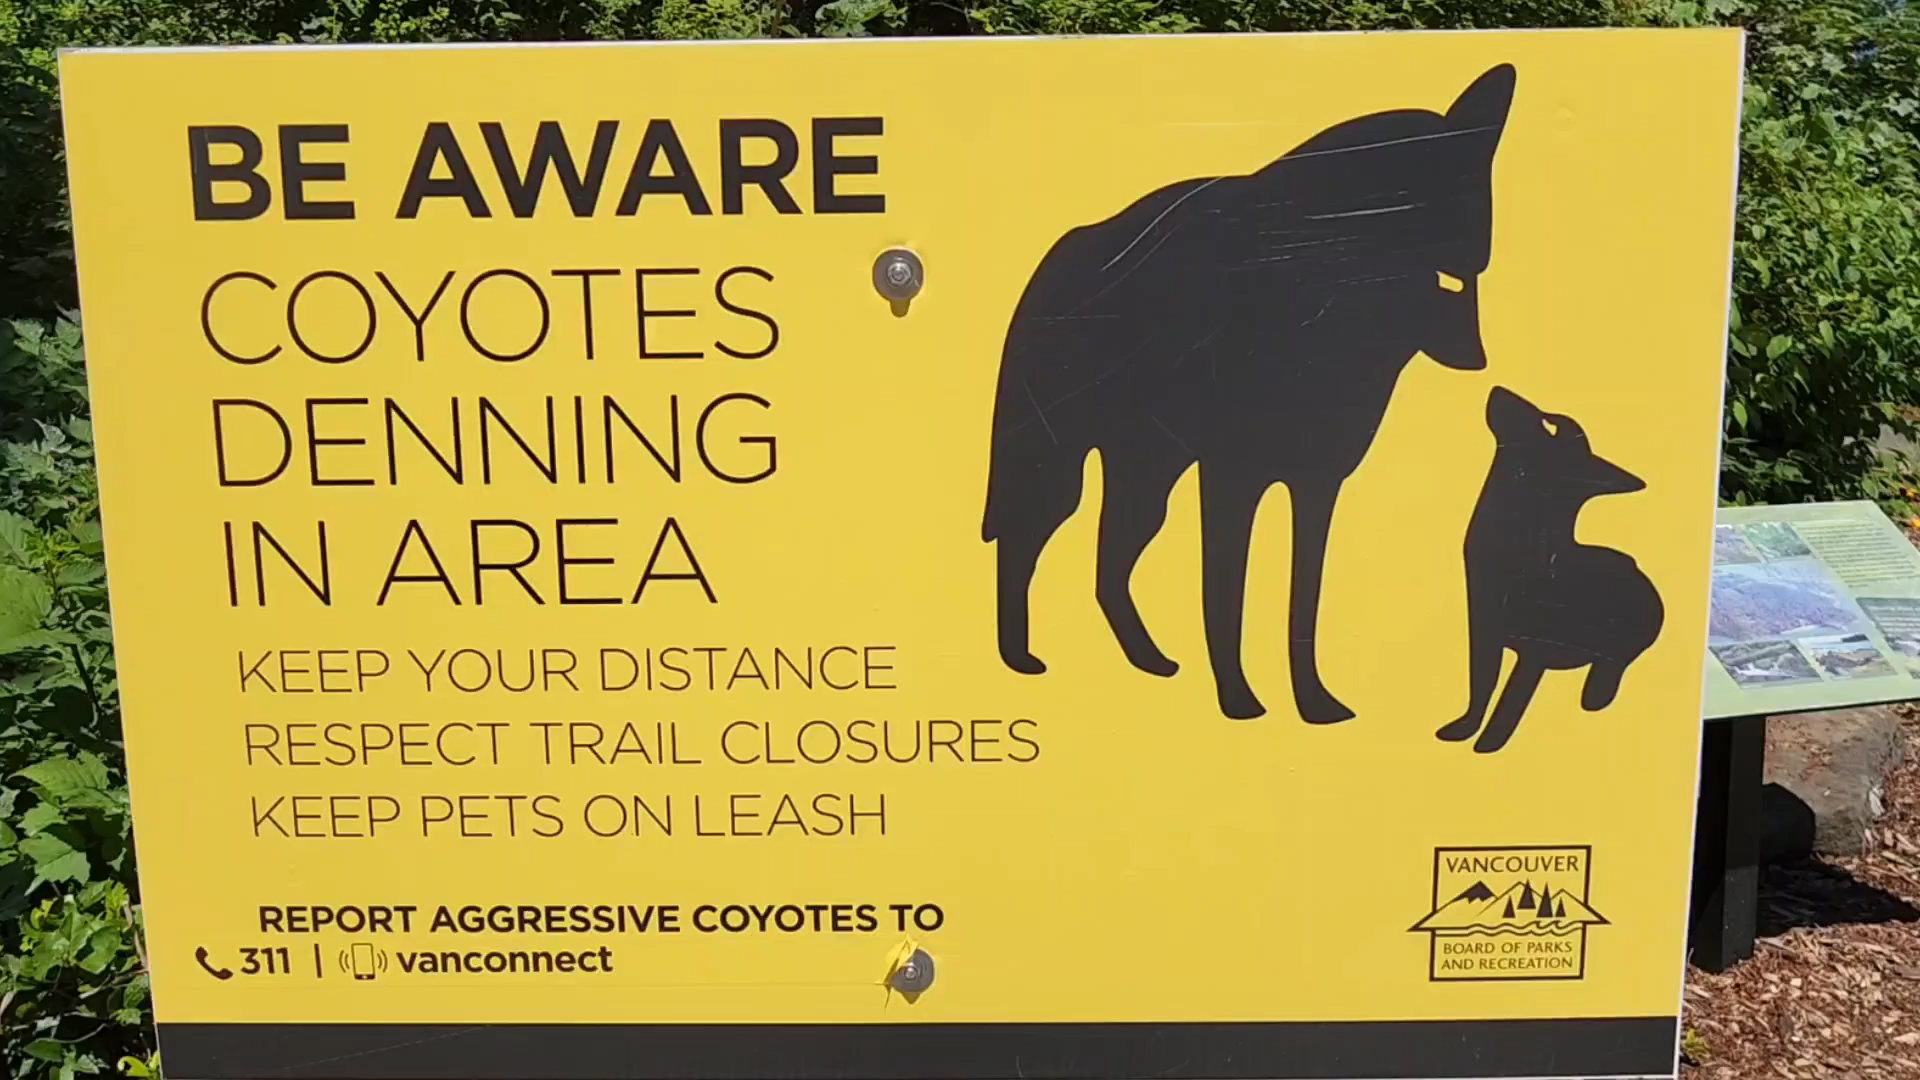 BE AWARE
COYOTES
DENNING
IN AREA
KEEP YOUR DISTANCE
RESPECT TRAIL CLOSURES
KEEP PETS ON LEASH
REPORT AGGRESSIVE COYOTES TO
311 | vanconnect
VANCOUVER
BOARD OF PARKS
AND RECREATION